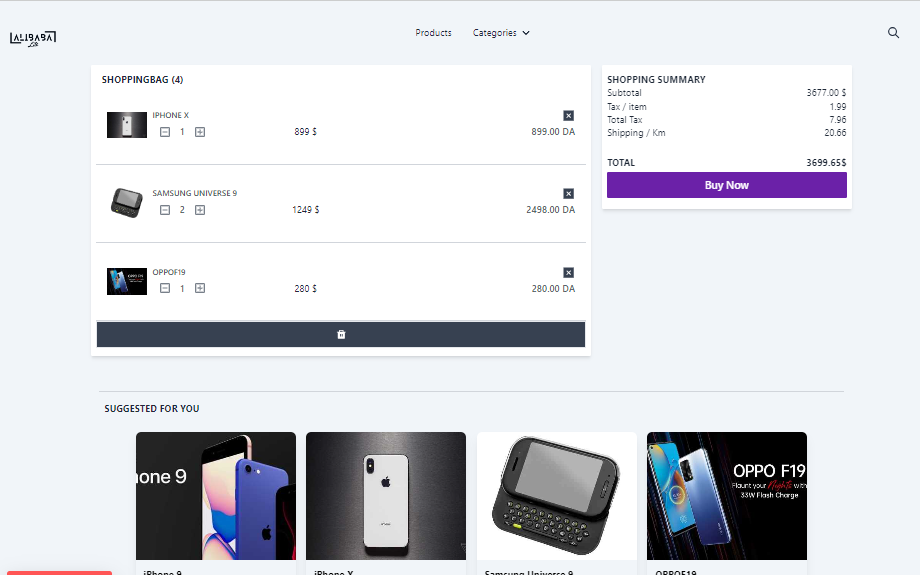 ALIBABA
Lite
Products
Categories
SHOPPINGBAG (4)
IPHONE X
1
899 $
899.00 DA
SAMSUNG UNIVERSE 9
2
1249 $
2498.00 DA
OPPOF19
1
280 $
280.00 DA
SHOPPING SUMMARY
Subtotal 3677.00 $
Tax / item 1.99
Total Tax 7.96
Shipping / Km 20.66
TOTAL 3699.65$
Buy Now
SUGGESTED FOR YOU
hone 9
OPPO F19
Flaunt your Nights with
33W Flash Charge
iPhone 9
iPhone X
Samsung Universe 9
OPPOF19